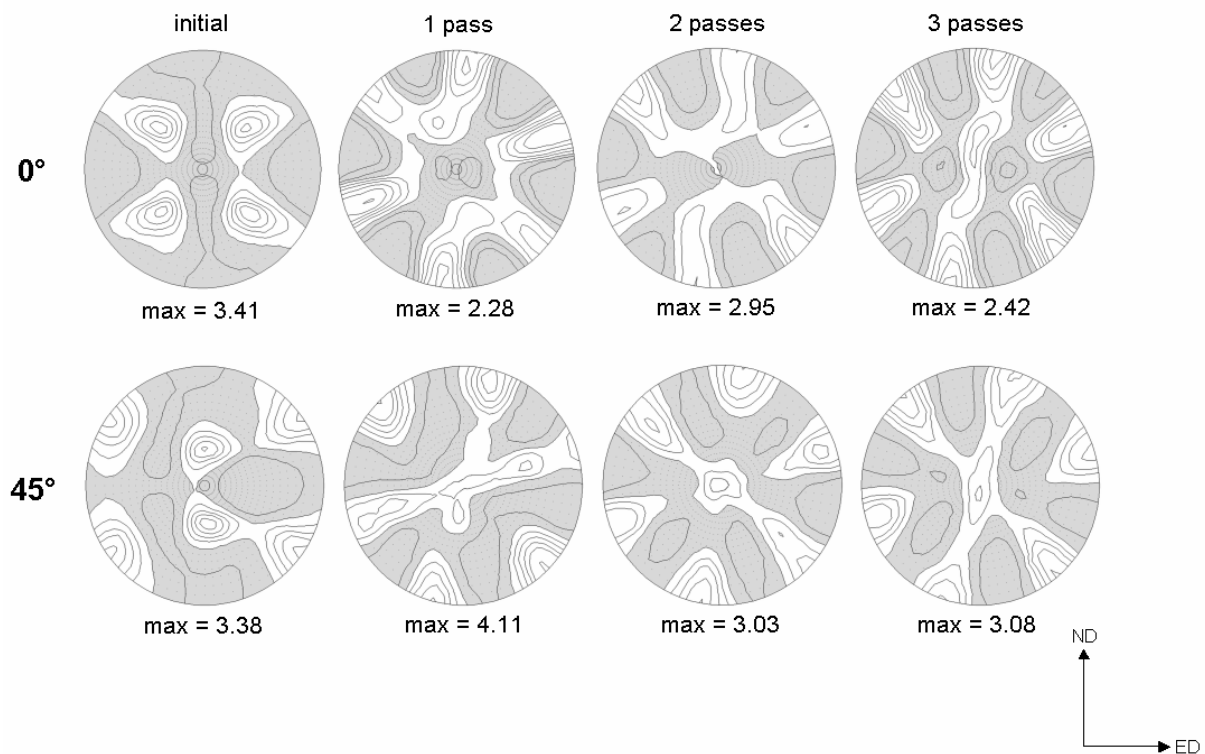 initial 1 pass 2 passes 3 passes
0°
max = 3.41 max = 2.28 max = 2.95 max = 2.42
45°
max = 3.38 max = 4.11 max = 3.03 max = 3.08
ND
ED